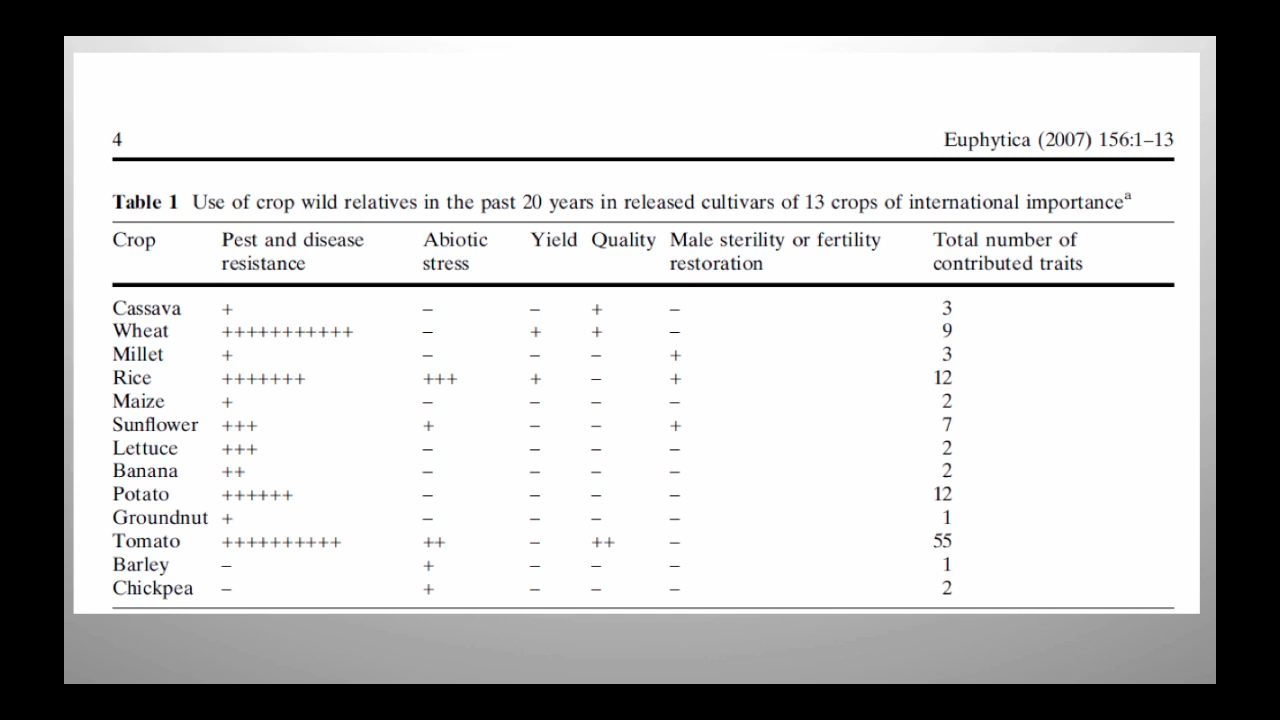 4 Euphytica (2007) 156:1–13
Table 1 Use of crop wild relatives in the past 20 years in released cultivars of 13 crops of international importanceᵃ
Crop Pest and disease resistance Abiotic stress Yield Quality Male sterility or fertility restoration Total number of contributed traits
Cassava + – – + – 3
Wheat +++++++++++ – + + – 9
Millet + – – – + 3
Rice +++++++ +++ + – + 12
Maize + – – – – 2
Sunflower +++ + – – + 7
Lettuce +++ – – – – 2
Banana ++ – – – – 2
Potato ++++++ – – – – 12
Groundnut + – – – – 1
Tomato ++++++++++ ++ – ++ – 55
Barley – + – – – 1
Chickpea – + – – – 2